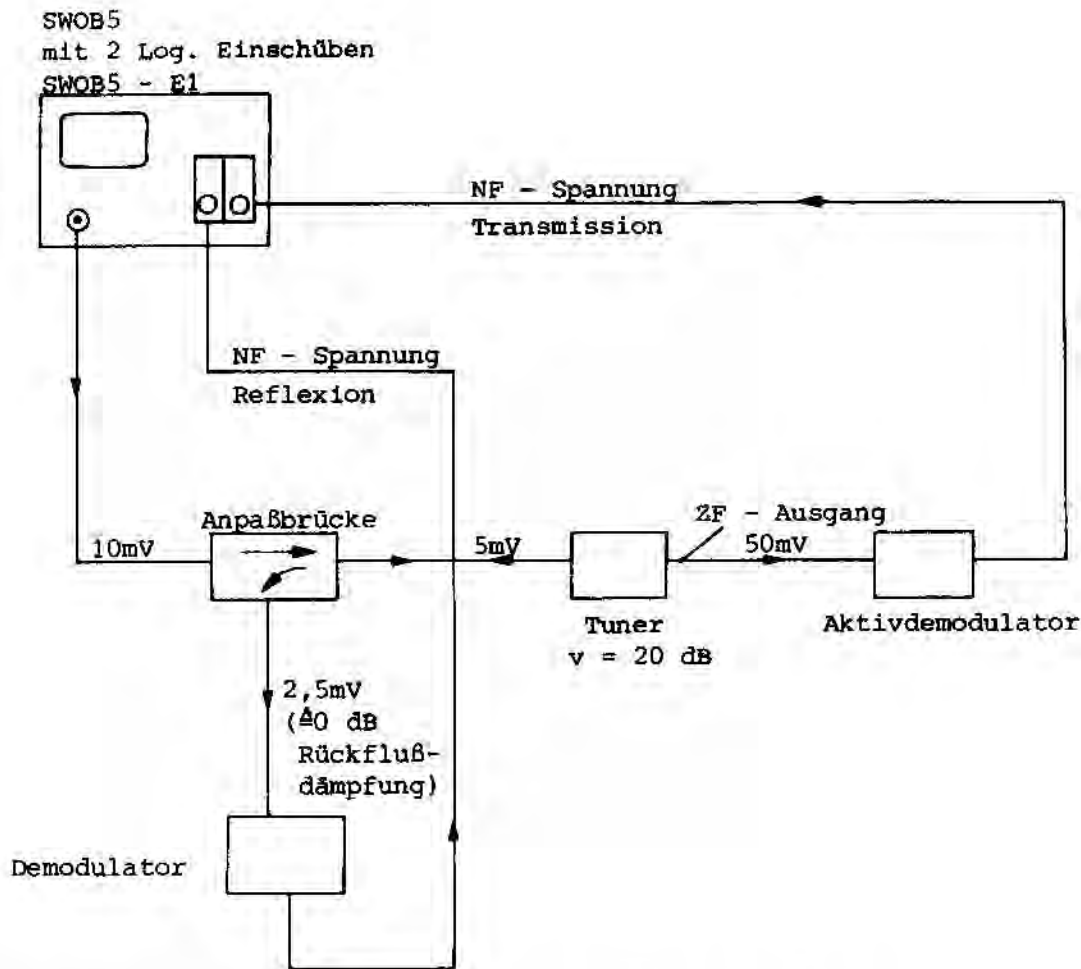 SWOB5
mit 2 Log. Einschüben
SWOB5 - E1
NF - Spannung
Transmission
NF - Spannung
Reflexion
Anpaßbrücke
10mV
5mV
ZF - Ausgang
50mV
Tuner
v = 20 dB
Aktivdemodulator
2,5mV
(≙0 dB
Rückfluß-
dämpfung)
Demodulator